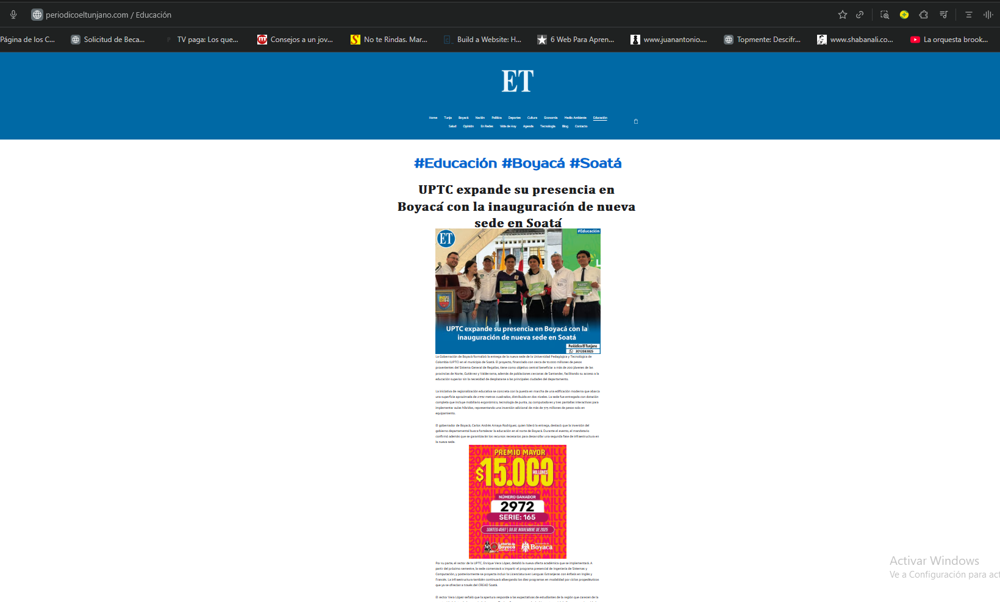 periodicoeltunjano.com / Educación
Página de los C...
Solicitud de Beca...
TV paga: Los que...
Consejos a un jov...
No te Rindas. Mar...
Build a Website: H...
6 Web Para Apren...
www.juanantonio....
Topmente: Descifr...
www.shabanali.co...
La orquesta brook...
ET
Home Tunja Boyacá Nación Política Deportes Cultura Economía Medio Ambiente Educación
Salud Opinión En Redes Vida de Hoy Agenda Tecnología Blog Contacto
#Educación #Boyacá #Soatá
UPTC expande su presencia en
Boyacá con la inauguración de nueva
sede en Soatá
ET
#Educación
UPTC expande su presencia en Boyacá con la
inauguración de nueva sede en Soatá
Periódico El Tunjano
3013583825
La Gobernación de Boyacá formalizó la entrega de la nueva sede de la Universidad Pedagógica y Tecnológica de
Colombia (UPTC) en el municipio de Soatá. El proyecto, financiado con cerca de 10.000 millones de pesos
provenientes del Sistema General de Regalías, tiene como objetivo central beneficiar a más de 200 jóvenes de las
provincias de Norte, Gutiérrez y Valderrama, además de poblaciones cercanas de Santander, facilitando su acceso a la
educación superior sin la necesidad de desplazarse a las principales ciudades del departamento.
La iniciativa de regionalización educativa se concreta con la puesta en marcha de una edificación moderna que abarca
una superficie aproximada de metros cuadrados, distribuida en dos niveles. La sede fue entregada con dotación
completa que incluye mobiliario ergonómico, tecnología de punta, 24 computadores y tres pantallas interactivas para
implementar aulas híbridas, representando una inversión adicional de más de 375 millones de pesos solo en
equipamiento.
El gobernador de Boyacá, Carlos Andrés Amaya Rodríguez, quien lideró la entrega, destacó que la inversión del
gobierno departamental busca fortalecer la educación en el norte de Boyacá. Durante el evento, el mandatario
confirmó además que se garantizarán los recursos necesarios para desarrollar una segunda fase de infraestructura en
la nueva sede.
PREMIO MAYOR
$15.000
MILLONES
NÚMERO GANADOR
2972
SERIE: 165
SORTEO 4597 | 08 DE NOVIEMBRE DE 2025
Lotería de
Boyacá
Boyacá
Por su parte, el rector de la UPTC, Enrique Vera López, detalló la nueva oferta académica que se implementará. A
partir del próximo semestre, la sede comenzará a impartir el programa presencial de Ingeniería de Sistemas y
Computación, y posteriormente se proyecta incluir la Licenciatura en Lenguas Extranjeras con énfasis en Inglés y
Francés. La infraestructura también continuará albergando los diez programas en modalidad por ciclos propedéuticos
que ya se ofrecían a través del CREAD Soatá.
El rector Vera López señaló que la apertura responde a las expectativas de estudiantes de la región que carecen de la
Activar Windows
Ve a Configuración para act